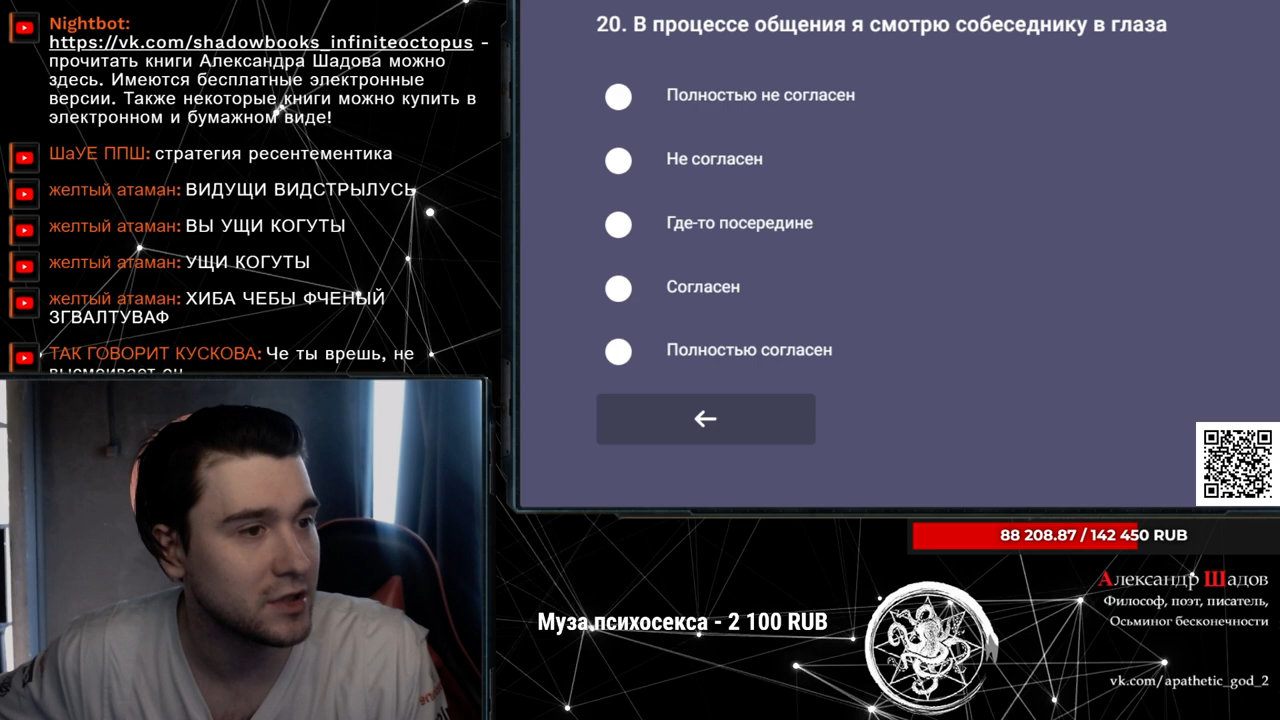 Nightbot:
https://vk.com/shadowbooks_infiniteoctopus -
прочитать книги Александра Шадова можно
здесь. Имеются бесплатные электронные
версии. Также некоторые книги можно купить в
электронном и бумажном виде!
ШаУЕ ППШ: стратегия ресентементика
желтый атаман: ВИДУЩИ ВИДСТРЫЛУСЬ
желтый атаман: ВЫ УЩИ КОГУТЫ
желтый атаман: УЩИ КОГУТЫ
желтый атаман: ХИБА ЧЕБЫ ФЧЕНЫЙ
ЗГВАЛТУВАФ
ТАК ГОВОРИТ КУСКОВА: Че ты врешь, не
20. В процессе общения я смотрю собеседнику в глаза
Полностью не согласен
Не согласен
Где-то посередине
Согласен
Полностью согласен
88 208.87 / 142 450 RUB
Муза психосекса - 2 100 RUB
Александр Шадов
Философ, поэт, писатель,
Осьминог бесконечности
vk.com/apathetic_god_2